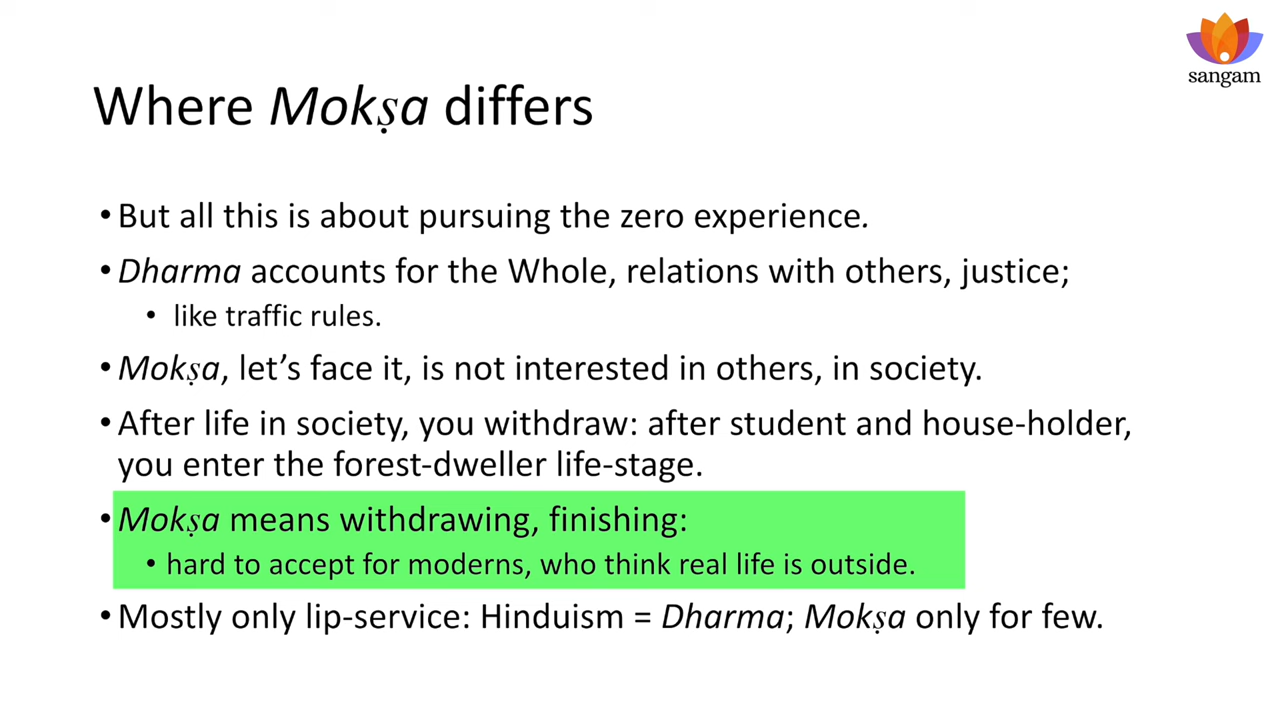 sangam
Where Mokṣa differs
• But all this is about pursuing the zero experience.
• Dharma accounts for the Whole, relations with others, justice;
• like traffic rules.
• Mokṣa, let’s face it, is not interested in others, in society.
• After life in society, you withdraw: after student and house-holder,
you enter the forest-dweller life-stage.
• Mokṣa means withdrawing, finishing:
• hard to accept for moderns, who think real life is outside.
• Mostly only lip-service: Hinduism = Dharma; Mokṣa only for few.